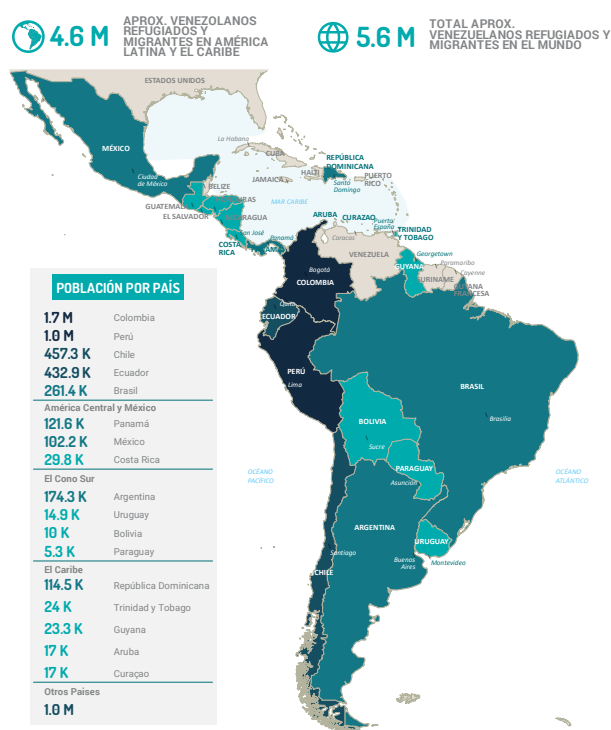 4.6 M
APROX. VENEZOLANOS
REFUGIADOS Y
MIGRANTES EN AMÉRICA
LATINA Y EL CARIBE
5.6 M
TOTAL APROX.
VENEZUELANOS REFUGIADOS Y
MIGRANTES EN EL MUNDO
ESTADOS UNIDOS
MÉXICO
Ciudad
de México
La Habana
CUBA
JAMAICA
HAITÍ
REPÚBLICA
DOMINICANA
Santo
Domingo
PUERTO
RICO
BELIZE
GUATEMALA
EL SALVADOR
MAR CARIBE
San José
COSTA
RICA
Panamá
ARUBA
CURAZAO
Puerto
España
TRINIDAD
Y TOBAGO
Caracas
VENEZUELA
Georgetown
GUYANA
Paramaribo
SURINAME
Cayenne
GUYANA
FRANCESA
Bogotá
COLOMBIA
Quito
ECUADOR
PERÚ
Lima
BRASIL
Brasilia
BOLIVIA
Sucre
PARAGUAY
Asunción
OCÉANO
PACÍFICO
OCÉANO
ATLÁNTICO
ARGENTINA
URUGUAY
Santiago
Buenos
Aires
Montevideo
CHILE
POBLACIÓN POR PAÍS
1.7 M Colombia
1.0 M Perú
457.3 K Chile
432.9 K Ecuador
261.4 K Brasil
América Central y México
121.6 K Panamá
102.2 K México
29.8 K Costa Rica
El Cono Sur
174.3 K Argentina
14.9 K Uruguay
10 K Bolivia
5.3 K Paraguay
El Caribe
114.5 K República Dominicana
24 K Trinidad y Tobago
23.3 K Guyana
17 K Aruba
17 K Curaçao
Otros Paises
1.0 M